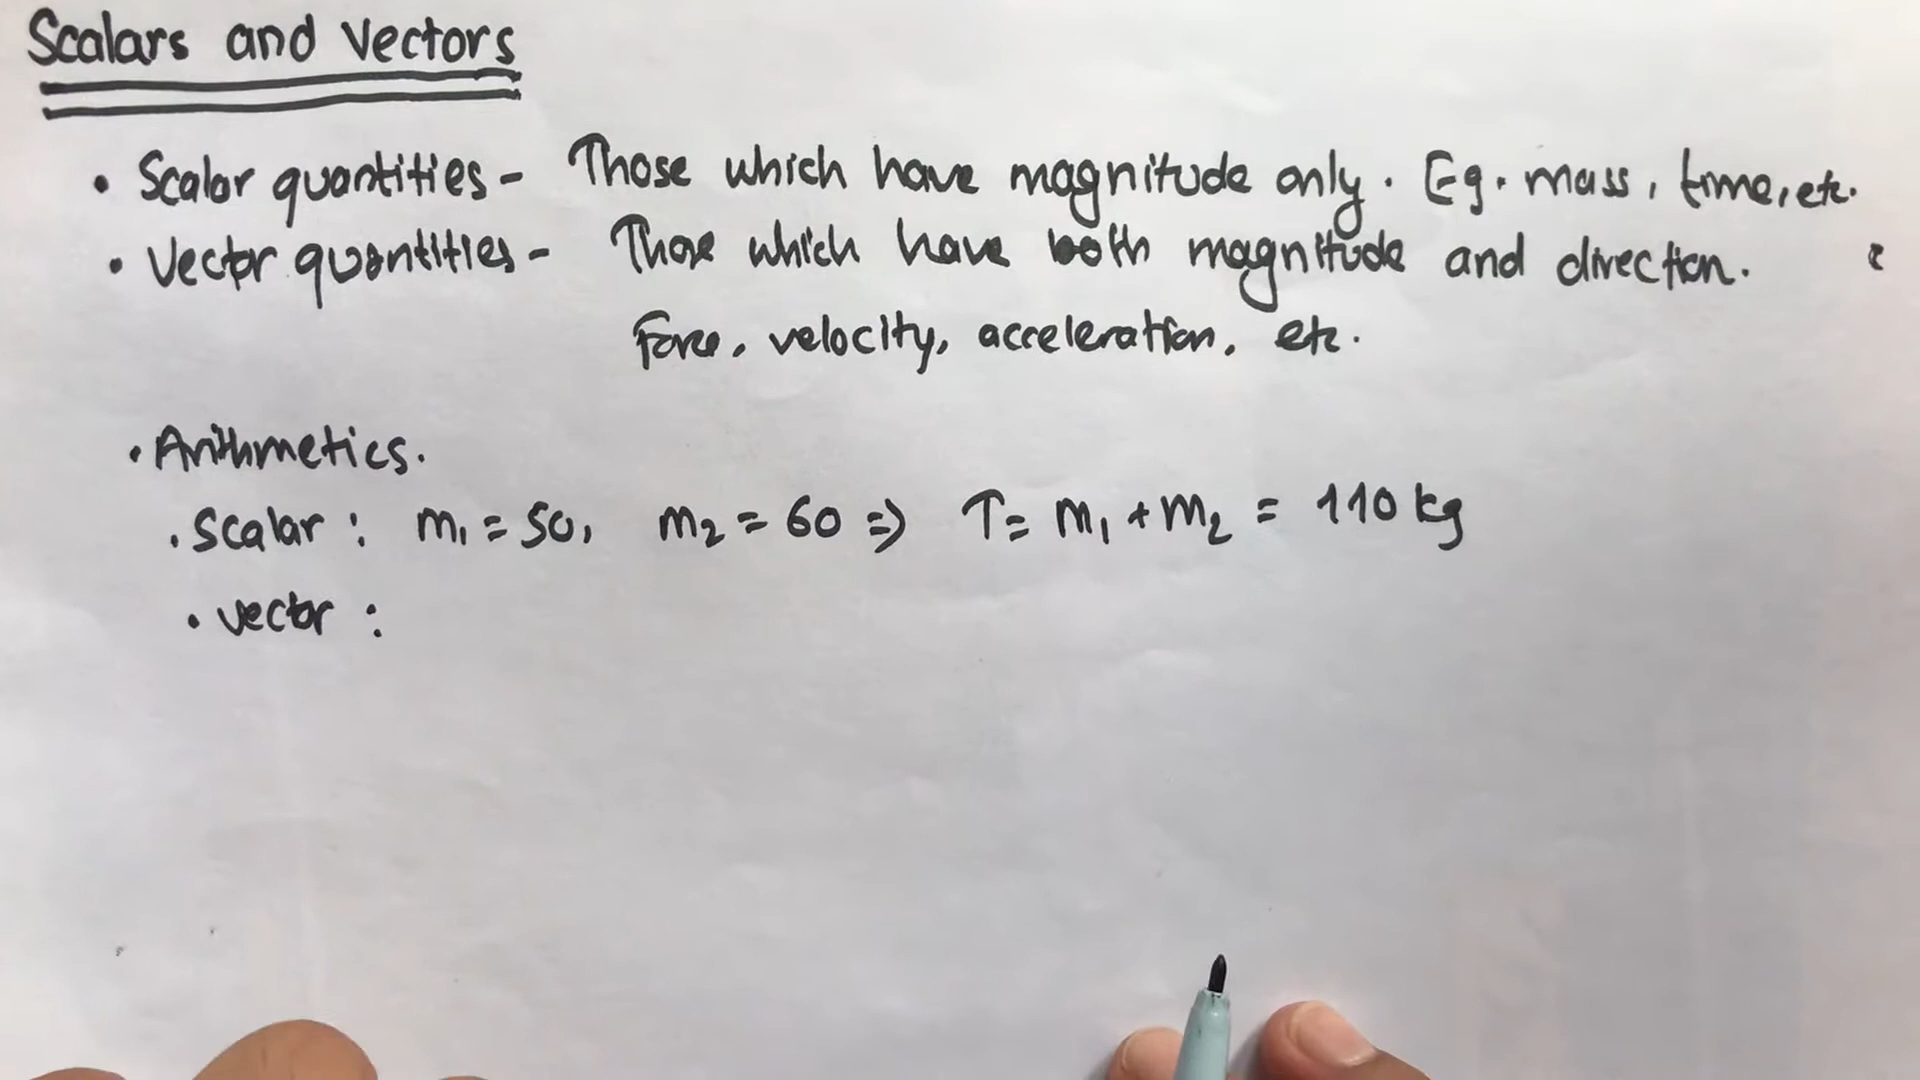 Scalars and Vectors
• Scalar quantities - Those which have magnitude only. Eg. mass, time, etc.
• Vector quantities - Those which have both magnitude and direction.
Force, velocity, acceleration, etc.
• Arithmetics.
• Scalar : m₁ = 50, m₂ = 60 => T = m₁ + m₂ = 110 kg
• vector :